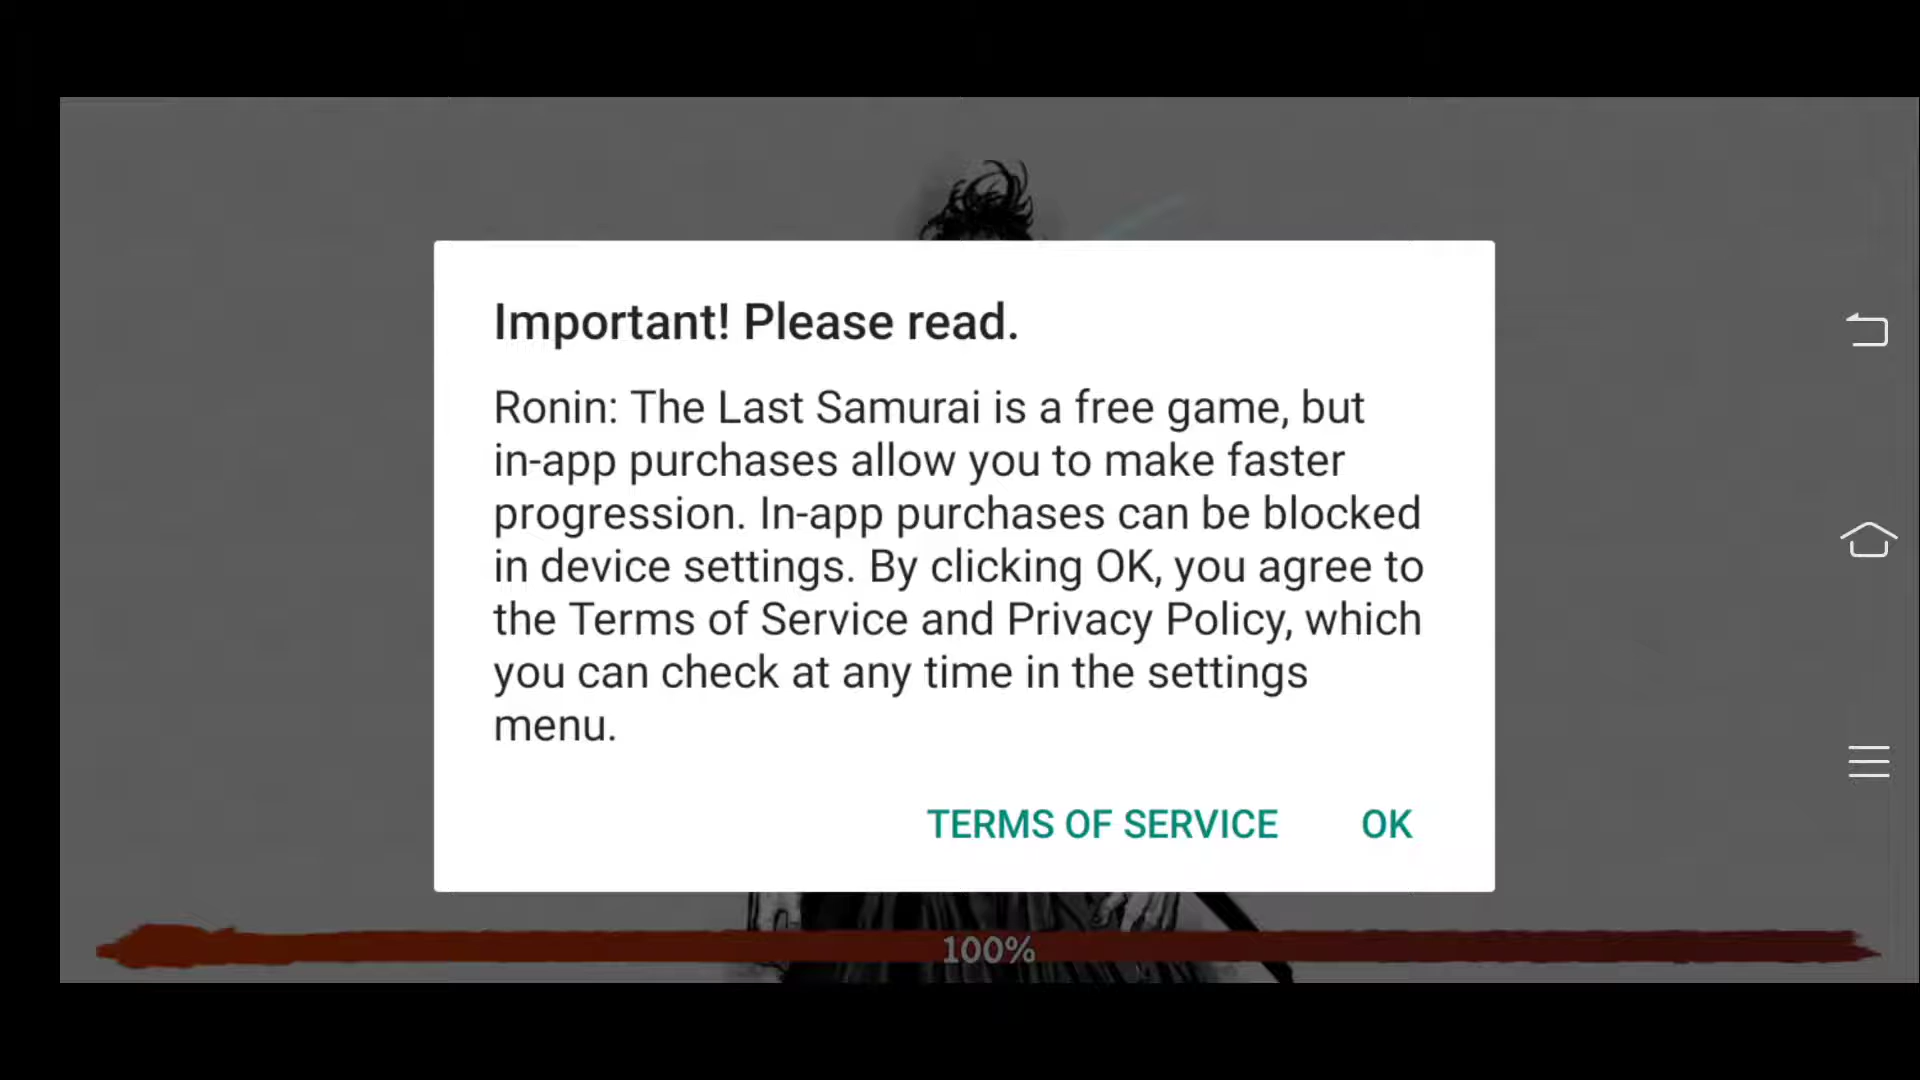 Important! Please read.
Ronin: The Last Samurai is a free game, but
in-app purchases allow you to make faster
progression. In-app purchases can be blocked
in device settings. By clicking OK, you agree to
the Terms of Service and Privacy Policy, which
you can check at any time in the settings
menu.
TERMS OF SERVICE OK
100%